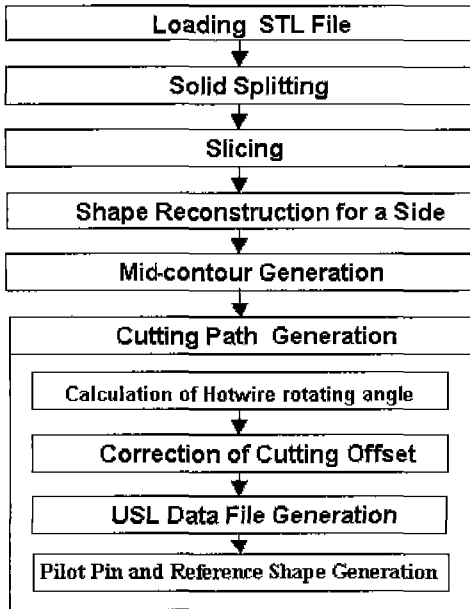 Loading STL File
Solid Splitting
Slicing
Shape Reconstruction for a Side
Mid-contour Generation
Cutting Path Generation
Calculation of Hotwire rotating angle
Correction of Cutting Offset
USL Data File Generation
Pilot Pin and Reference Shape Generation